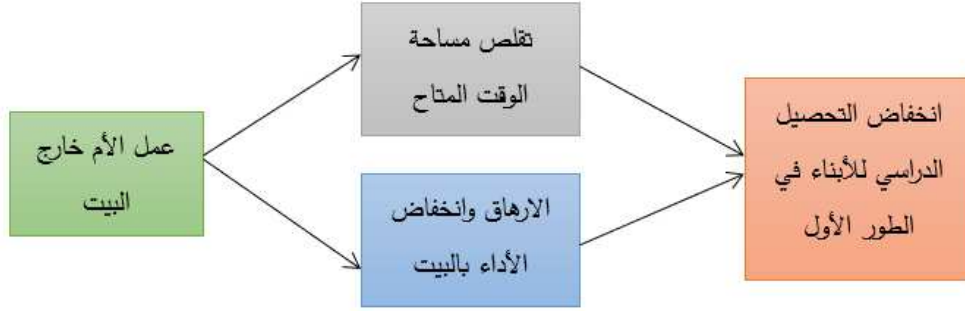 عمل الأم خارج
البيت
تقلص مساحة
الوقت المتاح
الارهاق وانخفاض
الأداء بالبيت
انخفاض التحصيل
الدراسي للأبناء في
الطور الأول